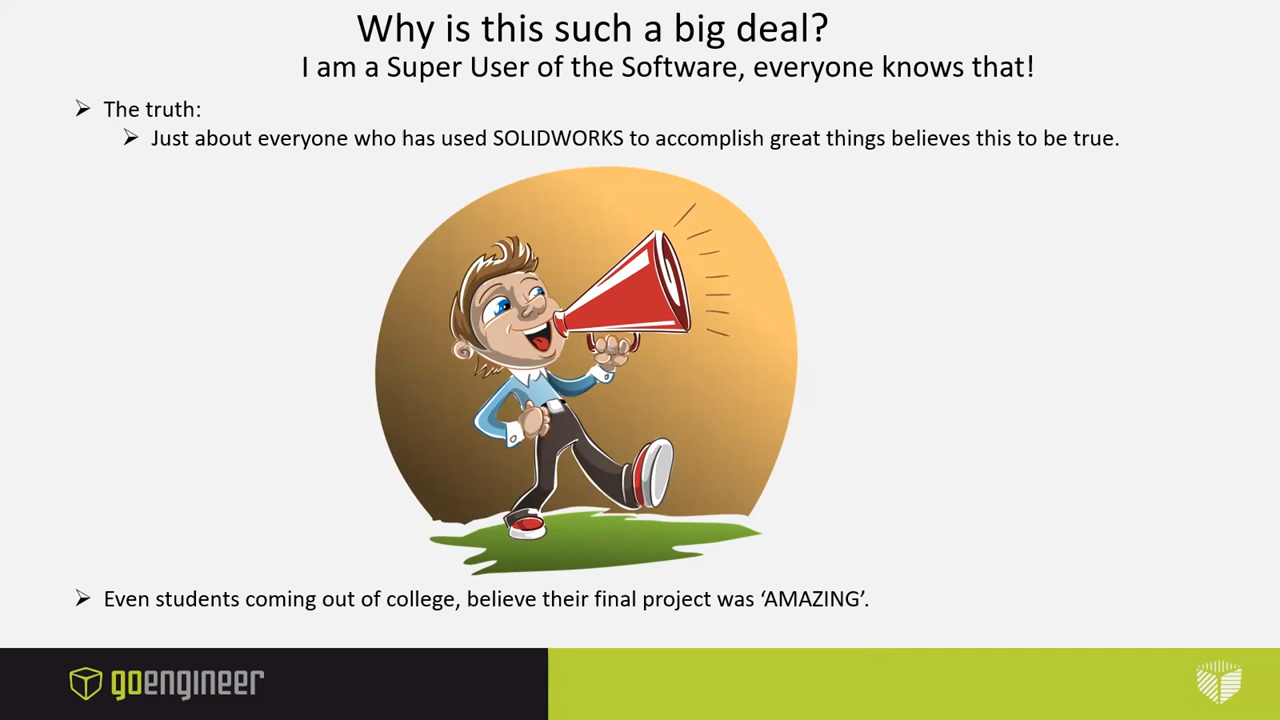 Why is this such a big deal?
I am a Super User of the Software, everyone knows that!
The truth:
Just about everyone who has used SOLIDWORKS to accomplish great things believes this to be true.
Even students coming out of college, believe their final project was ‘AMAZING’.
goengineer